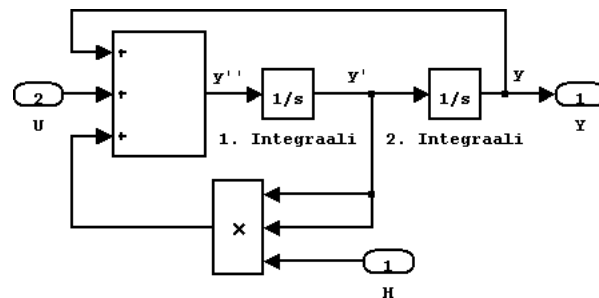 +
y''
y'
y
2
+
1/s
1/s
1
U
+
1. Integraali
2. Integraali
Y
×
1
H